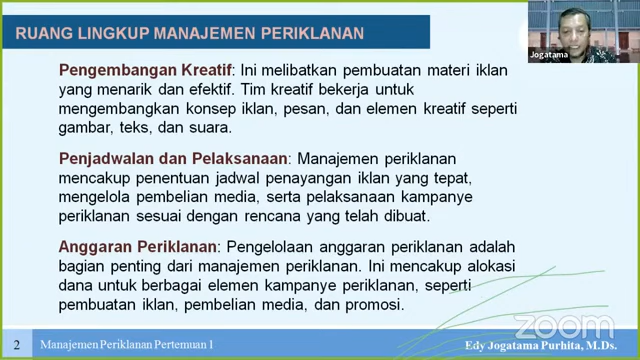 RUANG LINGKUP MANAJEMEN PERIKLANAN
Jogatama
Pengembangan Kreatif: Ini melibatkan pembuatan materi iklan
yang menarik dan efektif. Tim kreatif bekerja untuk
mengembangkan konsep iklan, pesan, dan elemen kreatif seperti
gambar, teks, dan suara.
Penjadwalan dan Pelaksanaan: Manajemen periklanan
mencakup penentuan jadwal penayangan iklan yang tepat,
mengelola pembelian media, serta pelaksanaan kampanye
periklanan sesuai dengan rencana yang telah dibuat.
Anggaran Periklanan: Pengelolaan anggaran periklanan adalah
bagian penting dari manajemen periklanan. Ini mencakup alokasi
dana untuk berbagai elemen kampanye periklanan, seperti
pembuatan iklan, pembelian media, dan promosi.
zoom
2 Manajemen Periklanan Pertemuan 1
Edy Jogatama Purhita, M.Ds.